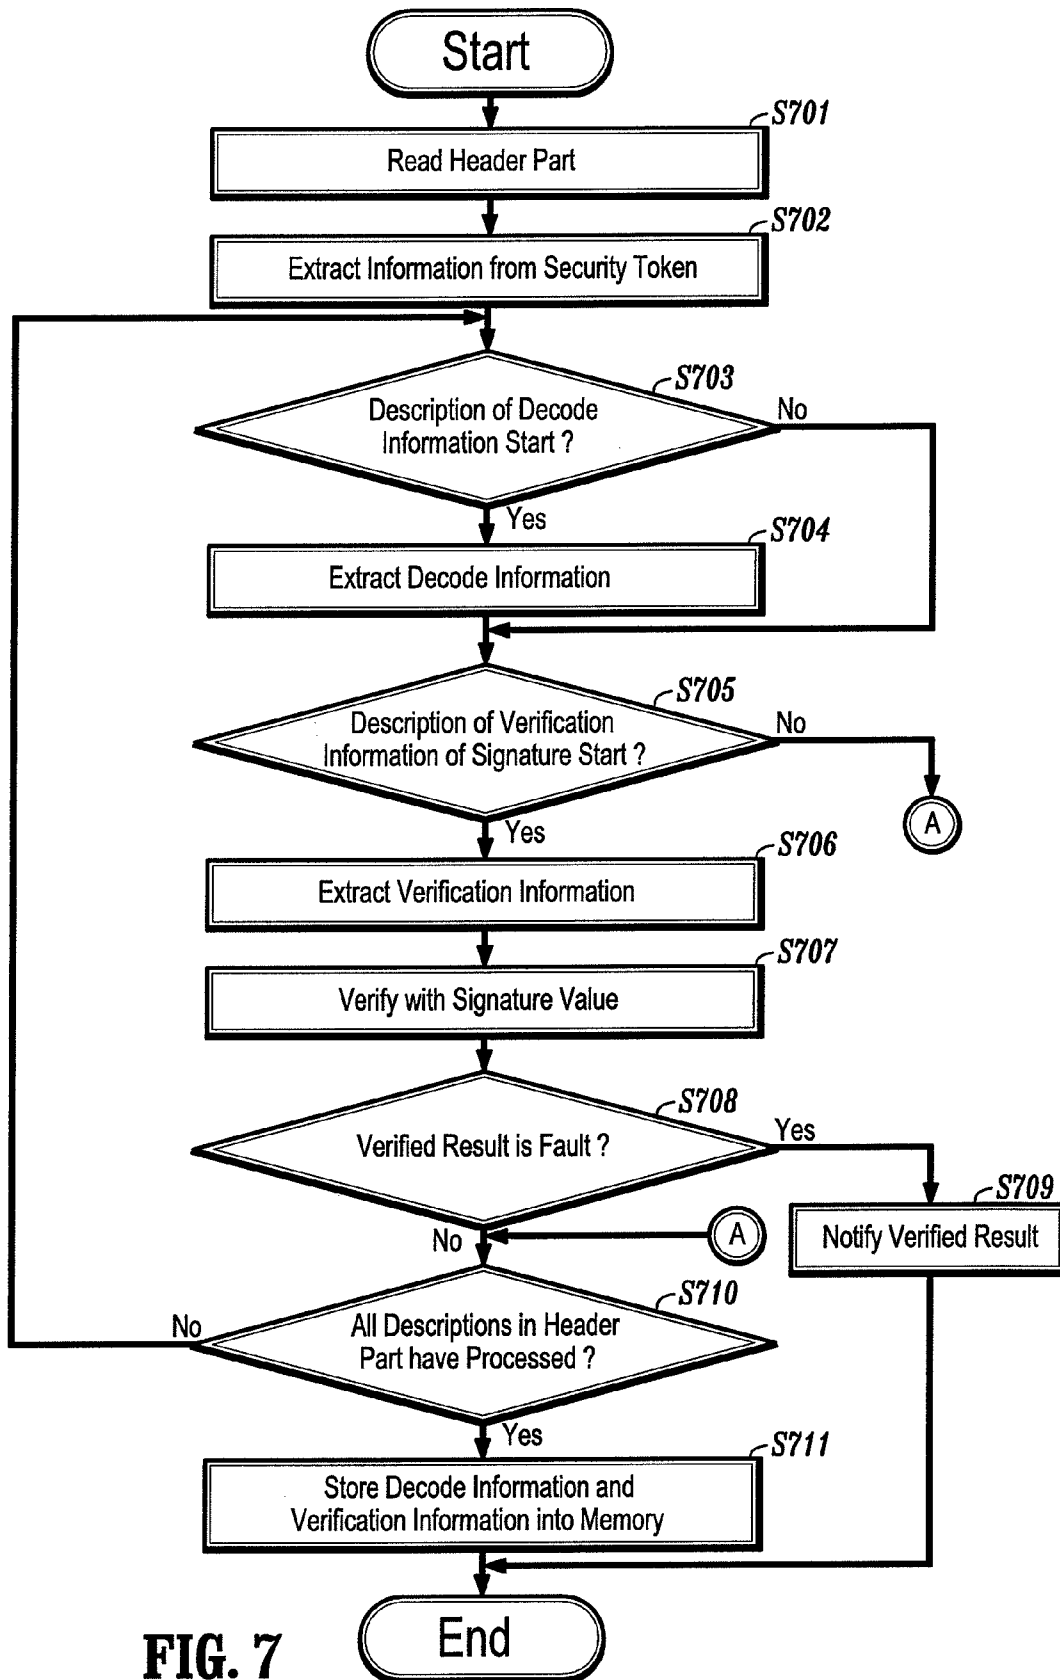 Start
S701
Read Header Part
S702
Extract Information from Security Token
S703
Description of Decode
Information Start ?
No
Yes
S704
Extract Decode Information
S705
Description of Verification
Information of Signature Start ?
No
A
Yes
S706
Extract Verification Information
S707
Verify with Signature Value
S708
Verified Result is Fault ?
Yes
S709
Notify Verified Result
No
A
S710
All Descriptions in Header
Part have Processed ?
No
Yes
S711
Store Decode Information and
Verification Information into Memory
End
FIG. 7